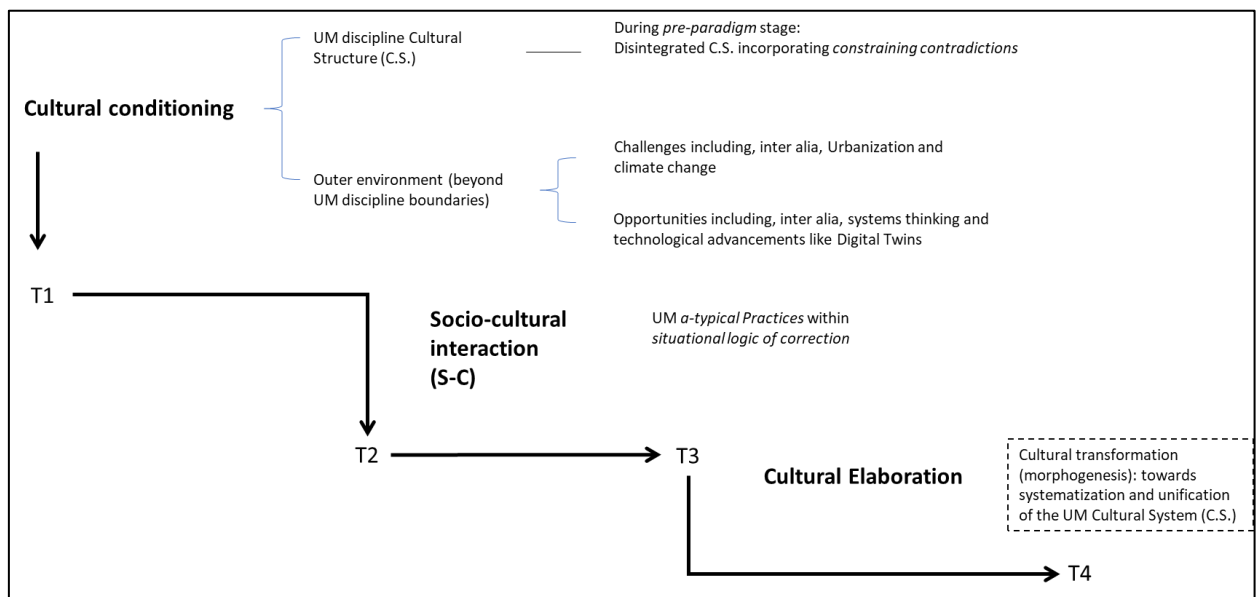 UM discipline Cultural
Structure (C.S.)
During pre-paradigm stage:
Disintegrated C.S. incorporating constraining contradictions
Cultural conditioning
Challenges including, inter alia, Urbanization and
climate change
Outer environment (beyond
UM discipline boundaries)
Opportunities including, inter alia, systems thinking and
technological advancements like Digital Twins
T1
Socio-cultural
interaction
(S-C)
UM a-typical Practices within
situational logic of correction
T2
T3
Cultural Elaboration
Cultural transformation
(morphogenesis): towards
systematization and unification
of the UM Cultural System (C.S.)
T4